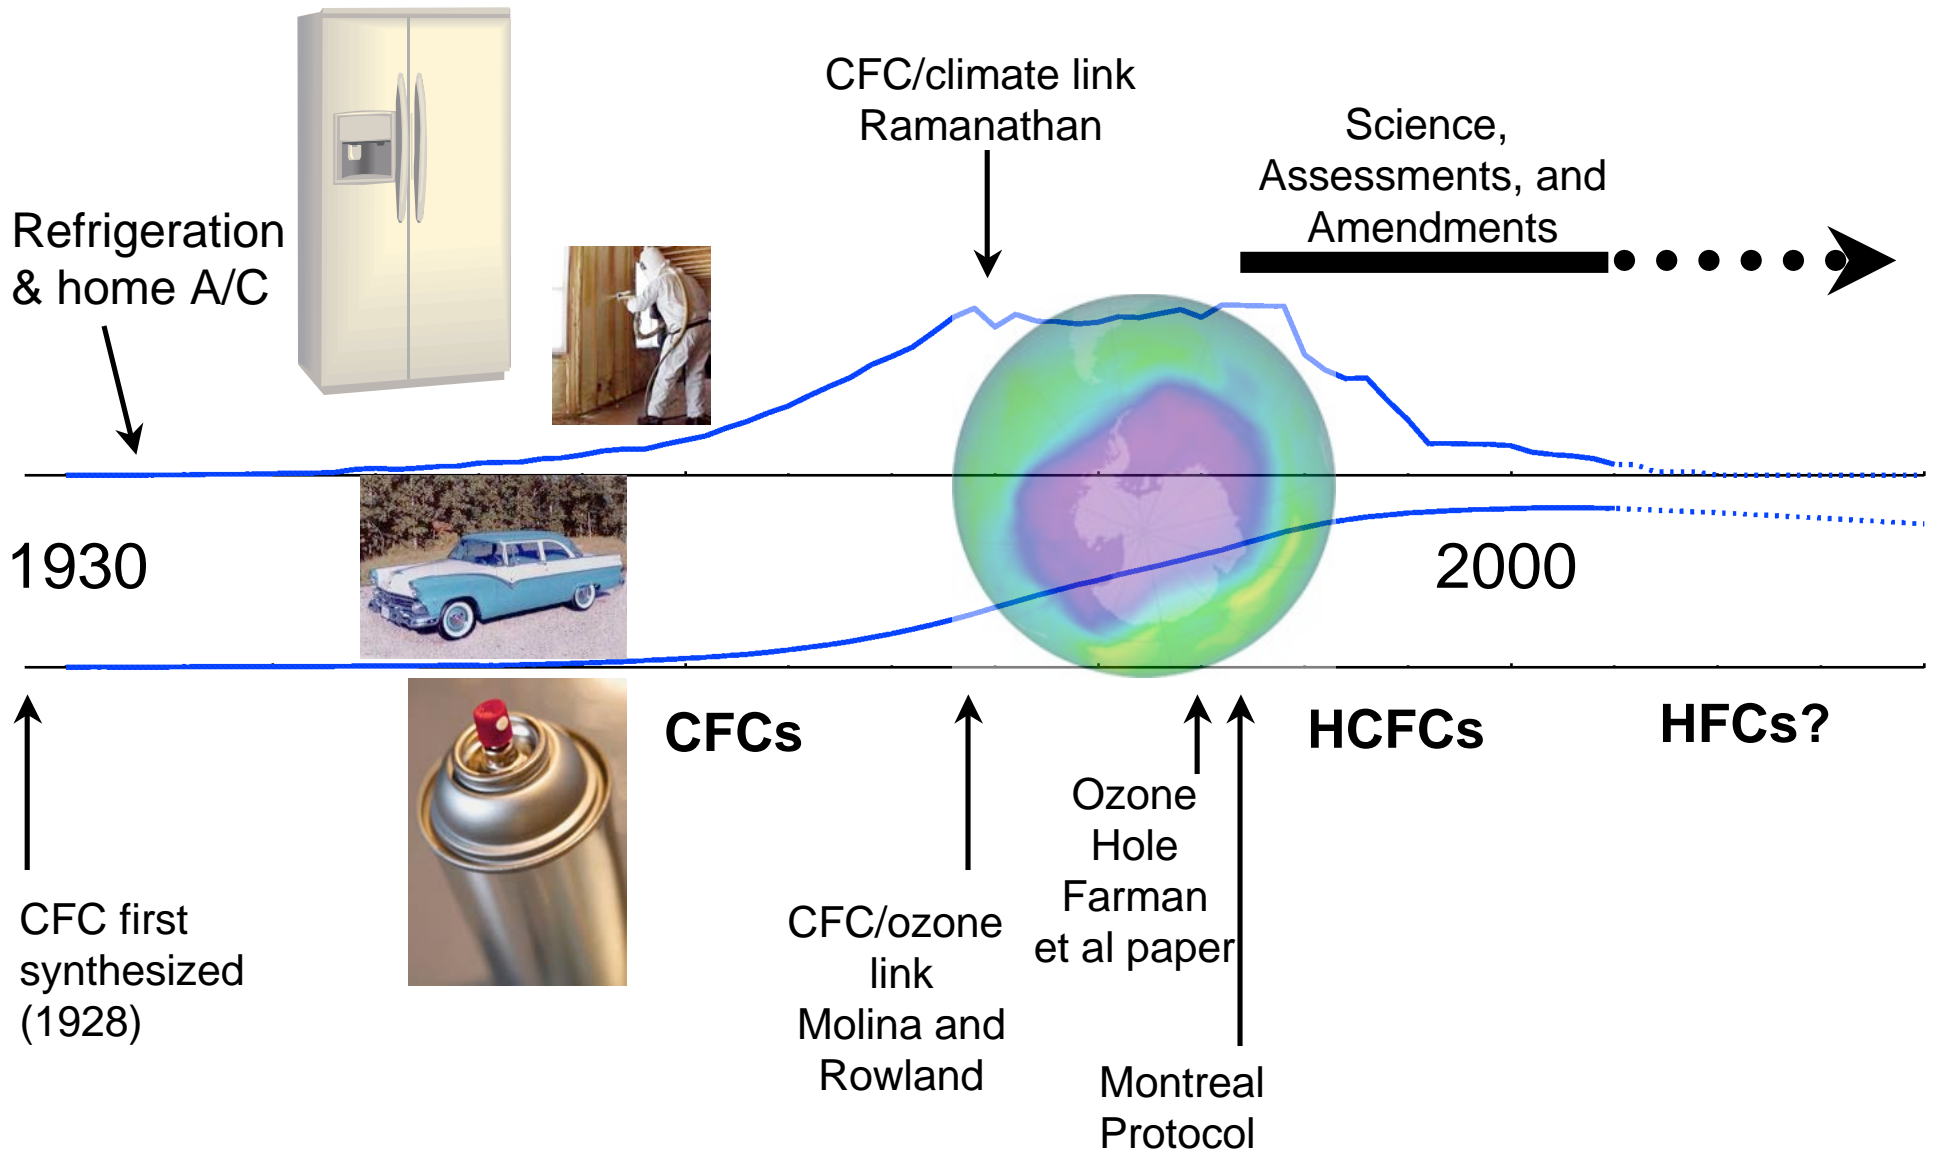 CFC/climate link
Ramanathan
Science,
Assessments, and
Amendments
Refrigeration
& home A/C
1930
2000
CFCs
HCFCs
HFCs?
CFC first
synthesized
(1928)
CFC/ozone
link
Molina and
Rowland
Ozone
Hole
Farman
et al paper
Montreal
Protocol